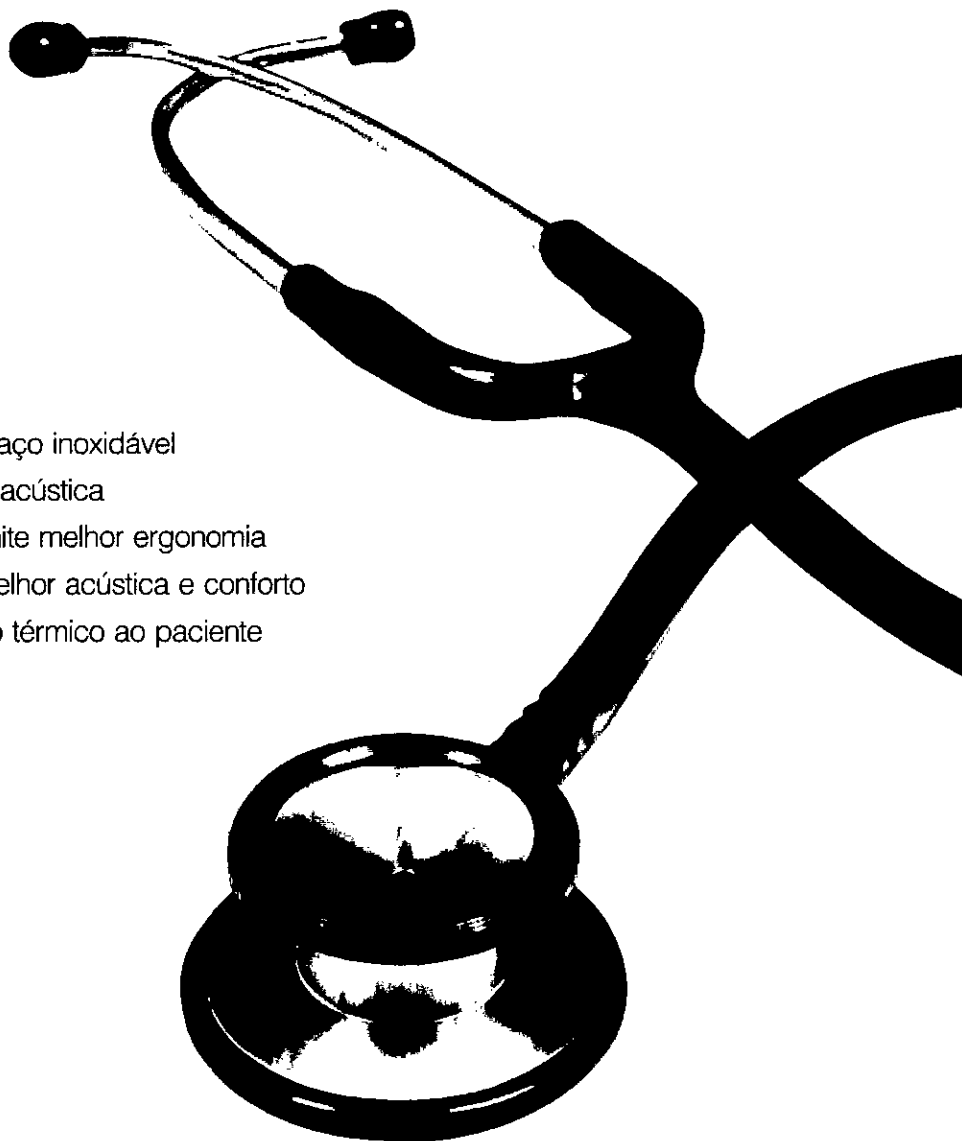 aço inoxidável
acústica
ite melhor ergonomia
elhor acústica e conforto
o térmico ao paciente